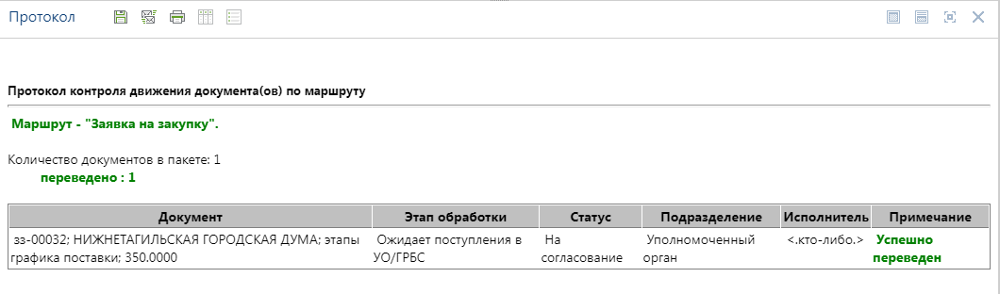 Протокол
Протокол контроля движения документа(ов) по маршруту
Маршрут - "Заявка на закупку".
Количество документов в пакете: 1
переведено : 1
Документ Этап обработки Статус Подразделение Исполнитель Примечание
зз-00032; НИЖНЕТАГИЛЬСКАЯ ГОРОДСКАЯ ДУМА; этапы Ожидает поступления в На Уполномоченный <.кто-либо.> Успешно
графика поставки; 350.0000 УО/ГРБС согласование орган переведен